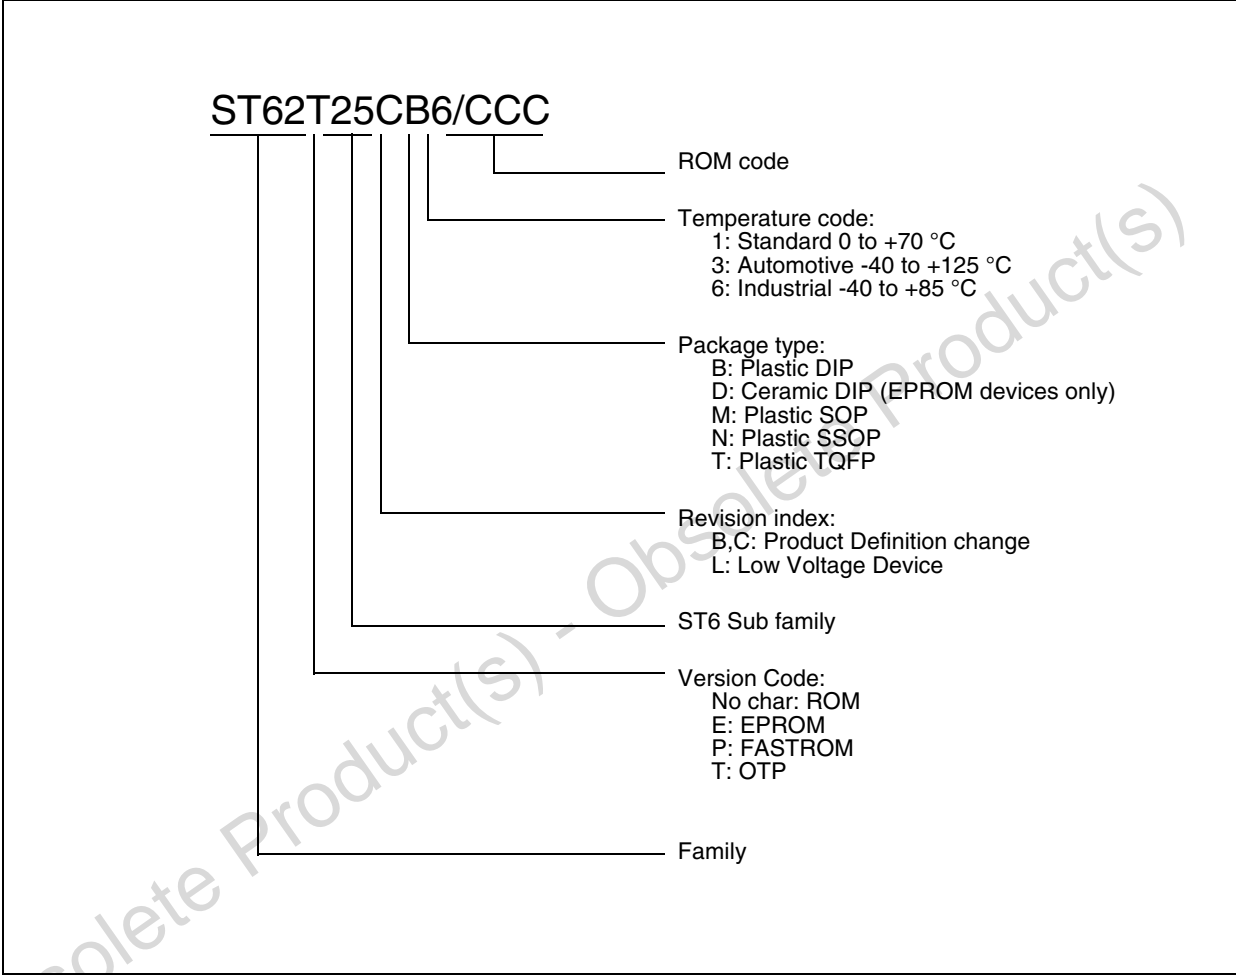 ST62T25CB6/CCC
ROM code
Temperature code:
1: Standard 0 to +70 °C
3: Automotive -40 to +125 °C
6: Industrial -40 to +85 °C
Package type:
B: Plastic DIP
D: Ceramic DIP (EPROM devices only)
M: Plastic SOP
N: Plastic SSOP
T: Plastic TQFP
Revision index:
B,C: Product Definition change
L: Low Voltage Device
ST6 Sub family
Version Code:
No char: ROM
E: EPROM
P: FASTROM
T: OTP
Family
solete Product(s) - Obsolete Product(s)